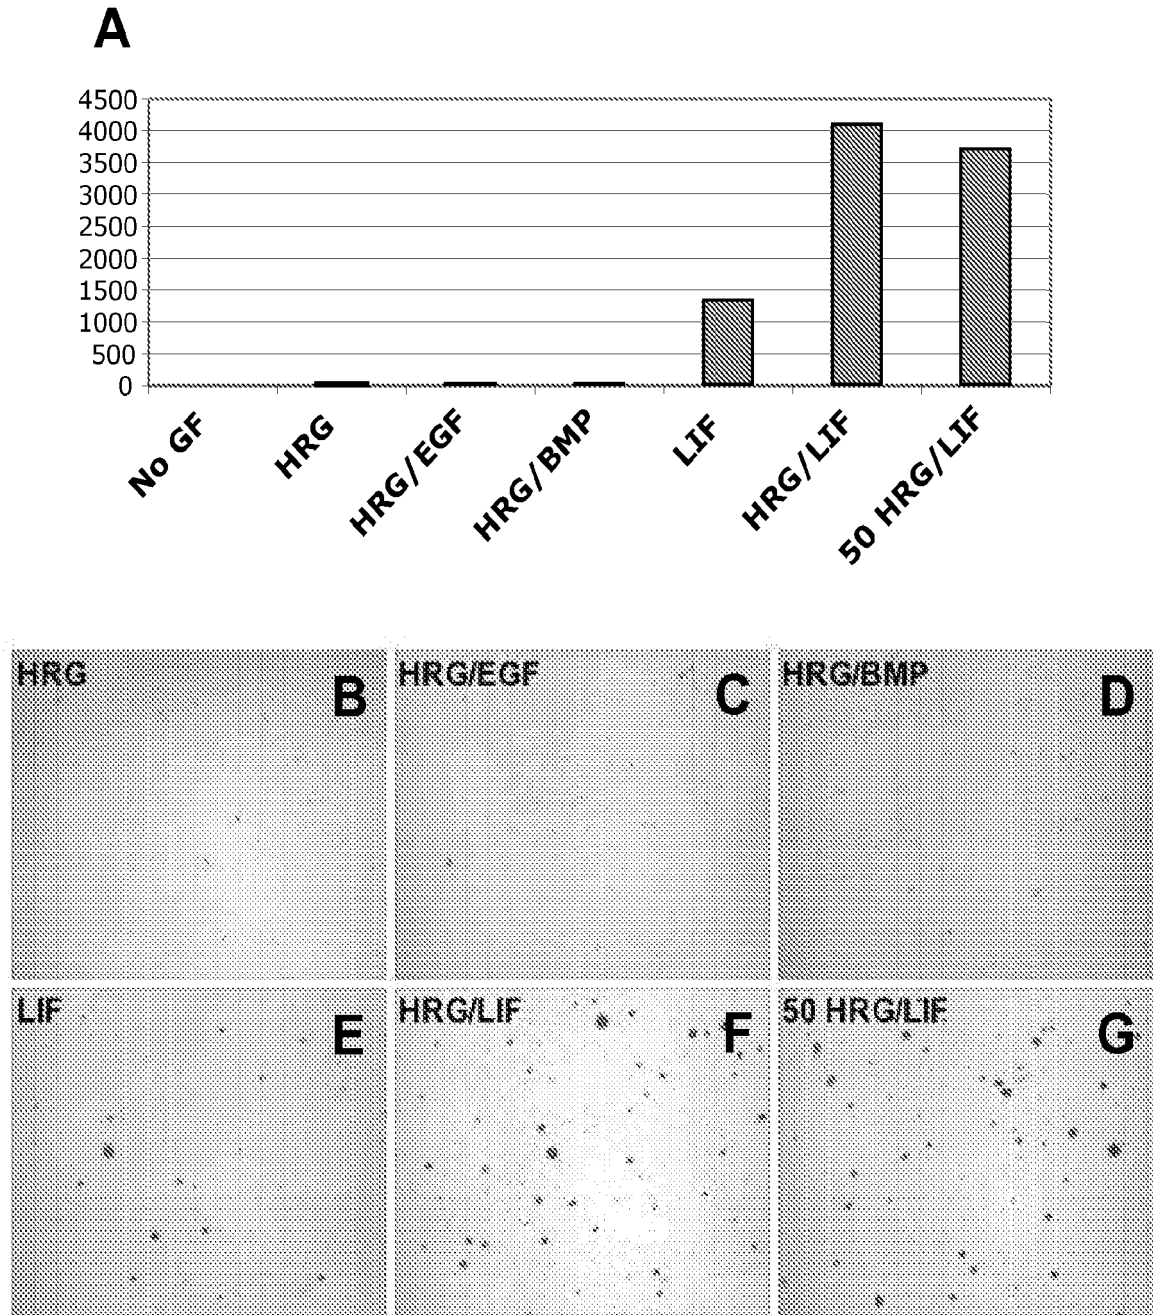 A
4500
4000
3500
3000
2500
2000
1500
1000
500
0
No GF
HRG
HRG/EGF
HRG/BMP
LIF
HRG/LIF
50 HRG/LIF
HRG B
HRG/EGF C
HRG/BMP D
LIF E
HRG/LIF F
50 HRG/LIF G